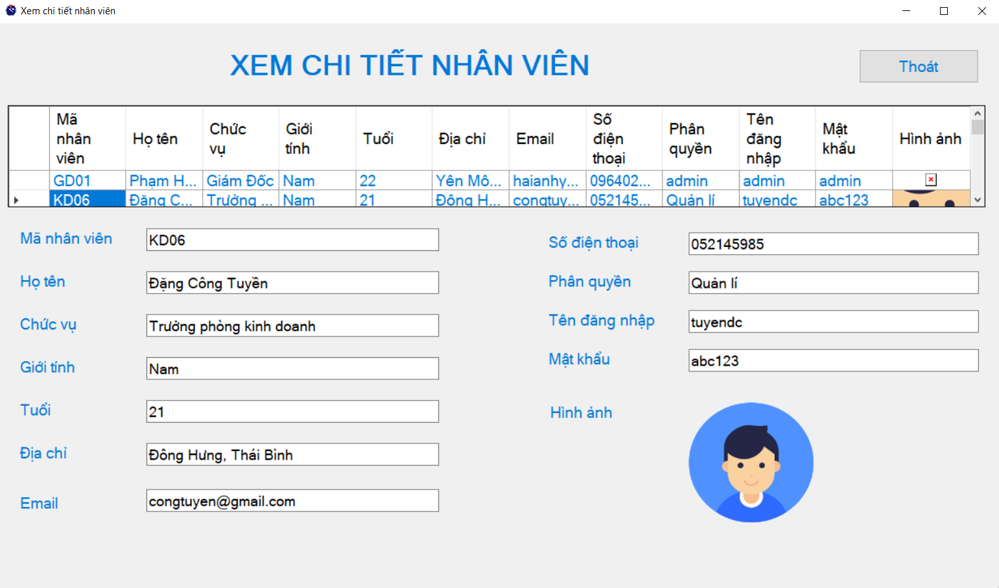 Xem chi tiết nhân viên
XEM CHI TIẾT NHÂN VIÊN
Thoát
Mã nhân viên Họ tên Chức vụ Giới tính Tuổi Địa chỉ Email Số điện thoại Phân quyền Tên đăng nhập Mật khẩu Hình ảnh
GD01 Phạm H... Giám Đốc Nam 22 Yên Mô... haianhy... 096402... admin admin admin
KD06 Đặng C... Trưởng ... Nam 21 Đông H... congtuy... 052145... Quản lí tuyendc abc123
Mã nhân viên KD06
Họ tên Đặng Công Tuyền
Chức vụ Trưởng phòng kinh doanh
Giới tính Nam
Tuổi 21
Địa chỉ Đông Hưng, Thái Bình
Email congtuyen@gmail.com
Số điện thoại 052145985
Phân quyền Quản lí
Tên đăng nhập tuyendc
Mật khẩu abc123
Hình ảnh